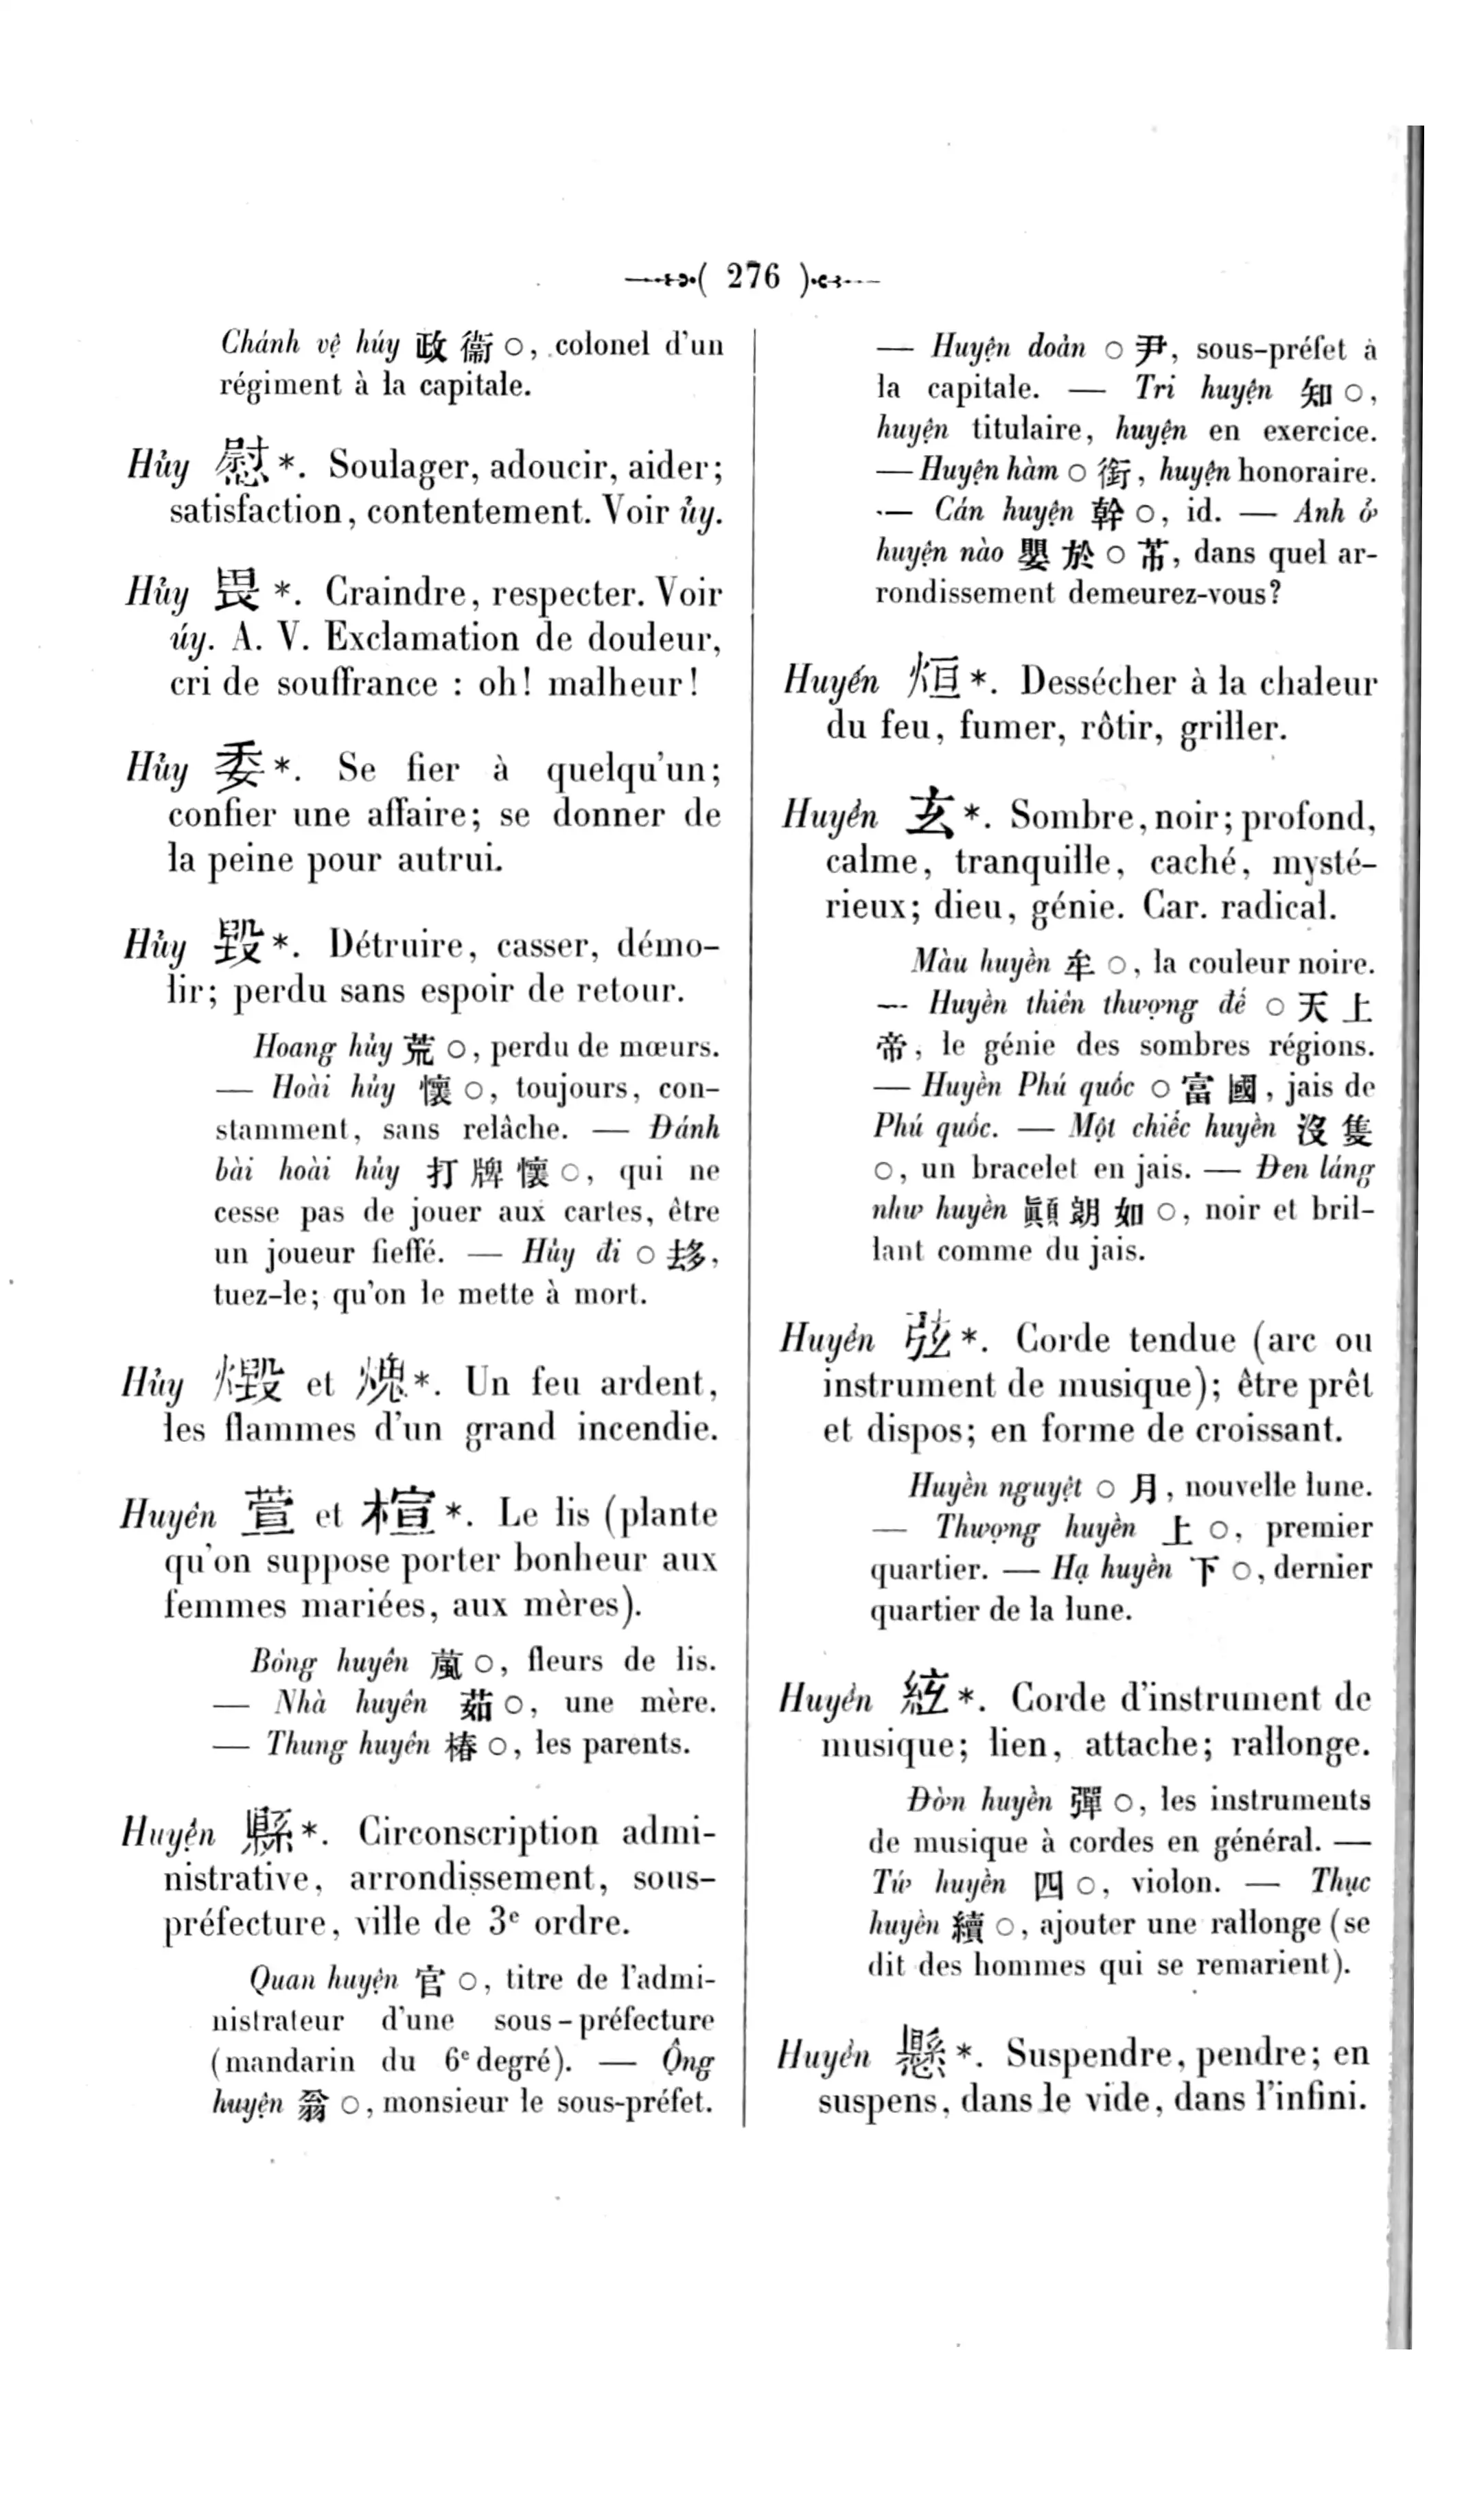 ( 276 )
Chánh vệ húy 政 衞 ○, colonel d'un
régiment à la capitale.
Hủy 慰 *. Soulager, adoucir, aider;
satisfaction, contentement. Voir ủy.
Hủy 畏 *. Craindre, respecter. Voir
úy. A. V. Exclamation de douleur,
cri de souffrance : oh! malheur!
Hủy 委 *. Se fier à quelqu'un;
confier une affaire; se donner de
la peine pour autrui.
Hủy 毀 *. Détruire, casser, démo-
lir; perdu sans espoir de retour.
Hoang hủy 荒 ○, perdu de mœurs.
— Hoài hủy 懷 ○, toujours, con-
stamment, sans relâche. — Đánh
bài hoài hủy 打 牌 懷 ○, qui ne
cesse pas de jouer aux cartes, être
un joueur fieffé. — Hủy đi ○ 𠫾,
tuez-le; qu'on le mette à mort.
Hủy 燬 et 𤈦 *. Un feu ardent,
les flammes d'un grand incendie.
Huyên 萱 et 楦 *. Le lis (plante
qu'on suppose porter bonheur aux
femmes mariées, aux mères).
Bông huyên 葻 ○, fleurs de lis.
— Nhà huyên 茹 ○, une mère.
— Thung huyên 椿 ○, les parents.
Huyện 縣 *. Circonscription admi-
nistrative, arrondissement, sous-
préfecture, ville de 3e ordre.
Quan huyện 官 ○, titre de l'admi-
nistrateur d'une sous-préfecture
(mandarin du 6e degré). — Ông
huyện 翁 ○, monsieur le sous-préfet.
— Huyện doản ○ 尹, sous-préfet à
la capitale. — Tri huyện 知 ○,
huyện titulaire, huyện en exercice.
— Huyện hàm ○ 銜, huyện honoraire.
— Cán huyện 幹 ○, id. — Anh ở
huyện nào 嬰 於 ○ 芇, dans quel ar-
rondissement demeurez-vous?
Huyến 烜 *. Dessécher à la chaleur
du feu, fumer, rôtir, griller.
Huyền 玄 *. Sombre, noir; profond,
calme, tranquille, caché, mysté-
rieux; dieu, génie. Car. radical.
Màu huyền 牟 ○, la couleur noire.
— Huyền thiên thượng đế ○ 天 上
帝, le génie des sombres régions.
— Huyền Phú quốc ○ 富 國, jais de
Phú quốc. — Một chiếc huyền 沒 隻
○, un bracelet en jais. — Đen láng
như huyền 顛 朗 如 ○, noir et bril-
lant comme du jais.
Huyền 弦 *. Corde tendue (arc ou
instrument de musique); être prêt
et dispos; en forme de croissant.
Huyền nguyệt ○ 月, nouvelle lune.
— Thượng huyền 上 ○, premier
quartier. — Hạ huyền 下 ○, dernier
quartier de la lune.
Huyền 絃 *. Corde d'instrument de
musique; lien, attache; rallonge.
Đờn huyền 彈 ○, les instruments
de musique à cordes en général. —
Tứ huyền 四 ○, violon. — Thục
huyền 續 ○, ajouter une rallonge (se
dit des hommes qui se remarient).
Huyền 懸 *. Suspendre, pendre; en
suspens, dans le vide, dans l'infini.